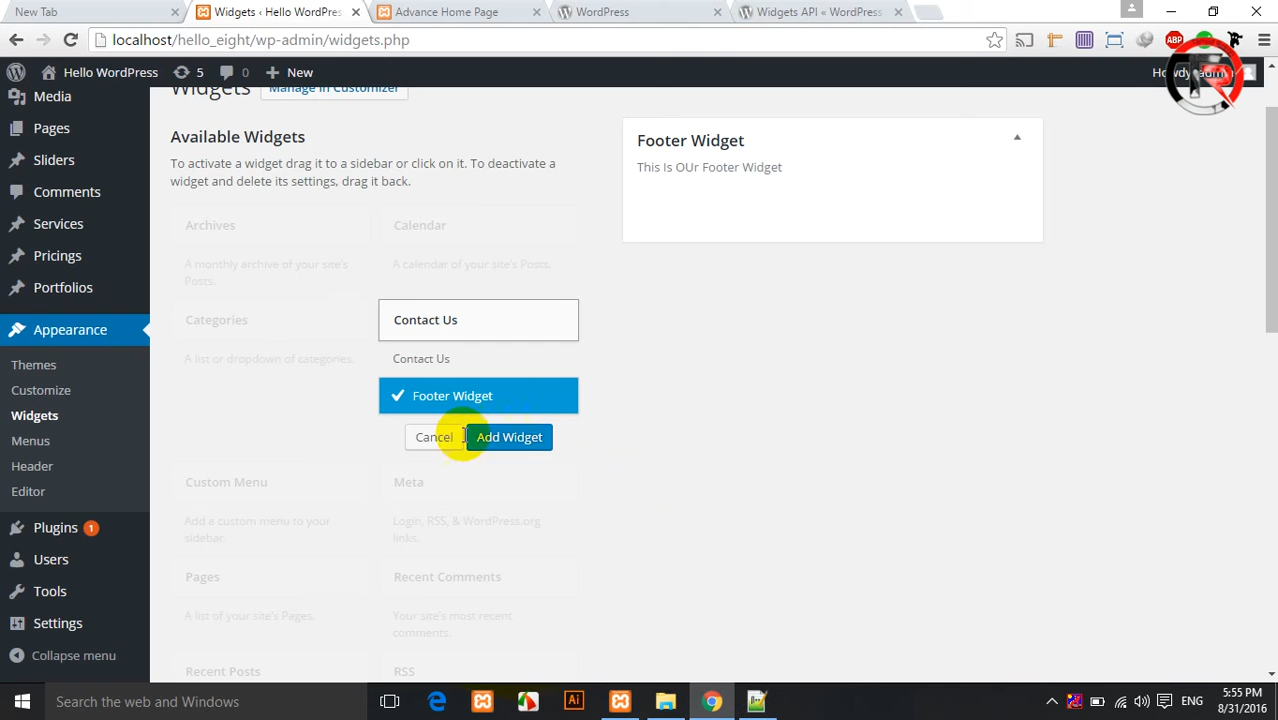 New Tab
Widgets ‹ Hello WordPres
Advance Home Page
WordPress
Widgets API « WordPress
localhost/hello_eight/wp-admin/widgets.php
ABP
Hello WordPress
5
0
New
Howdy, admin
Media
Pages
Sliders
Comments
Services
Pricings
Portfolios
Appearance
Themes
Customize
Widgets
Menus
Header
Editor
Plugins 1
Users
Tools
Settings
Collapse menu
Widgets
Manage in Customizer
Available Widgets
To activate a widget drag it to a sidebar or click on it. To deactivate a
widget and delete its settings, drag it back.
Archives
Calendar
A monthly archive of your site's
Posts.
A calendar of your site's Posts.
Categories
Contact Us
A list or dropdown of categories.
Contact Us
Footer Widget
Cancel
Add Widget
Custom Menu
Meta
Add a custom menu to your
sidebar.
Login, RSS, & WordPress.org
links.
Pages
Recent Comments
A list of your site's Pages.
Your site's most recent
comments.
Recent Posts
RSS
Footer Widget
This Is OUr Footer Widget
Search the web and Windows
Ai
ENG
5:55 PM
8/31/2016